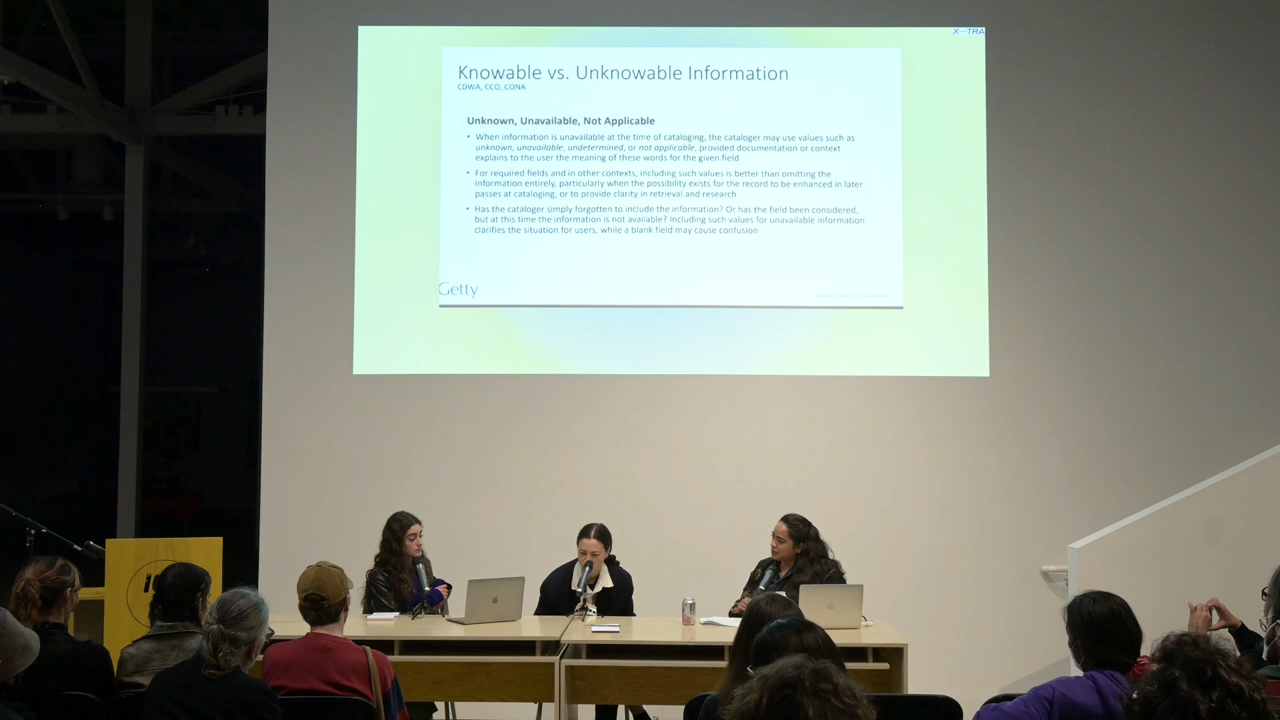 X—TRA
Knowable vs. Unknowable Information
CDWA, CCO, CONA
Unknown, Unavailable, Not Applicable
• When information is unavailable at the time of cataloging, the cataloger may use values such as
unknown, unavailable, undetermined, or not applicable, provided documentation or context
explains to the user the meaning of these words for the given field
• For required fields and in other contexts, including such values is better than omitting the
information entirely, particularly when the possibility exists for the record to be enhanced in later
passes at cataloging, or to provide clarity in retrieval and research
• Has the cataloger simply forgotten to include the information? Or has the field been considered,
but at this time the information is not available? Including such values for unavailable information
clarifies the situation for users, while a blank field may cause confusion
Getty